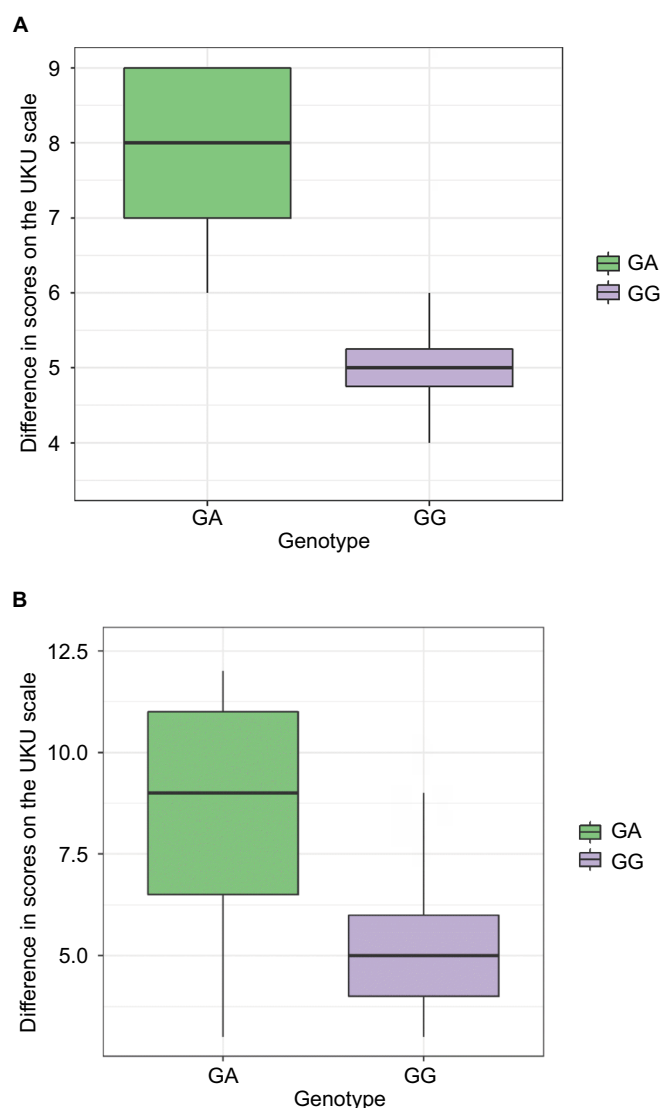 A
Difference in scores on the UKU scale
9
8
7
6
5
4
GA
GG
Genotype
GA
GG
B
Difference in scores on the UKU scale
12.5
10.0
7.5
5.0
GA
GG
Genotype
GA
GG